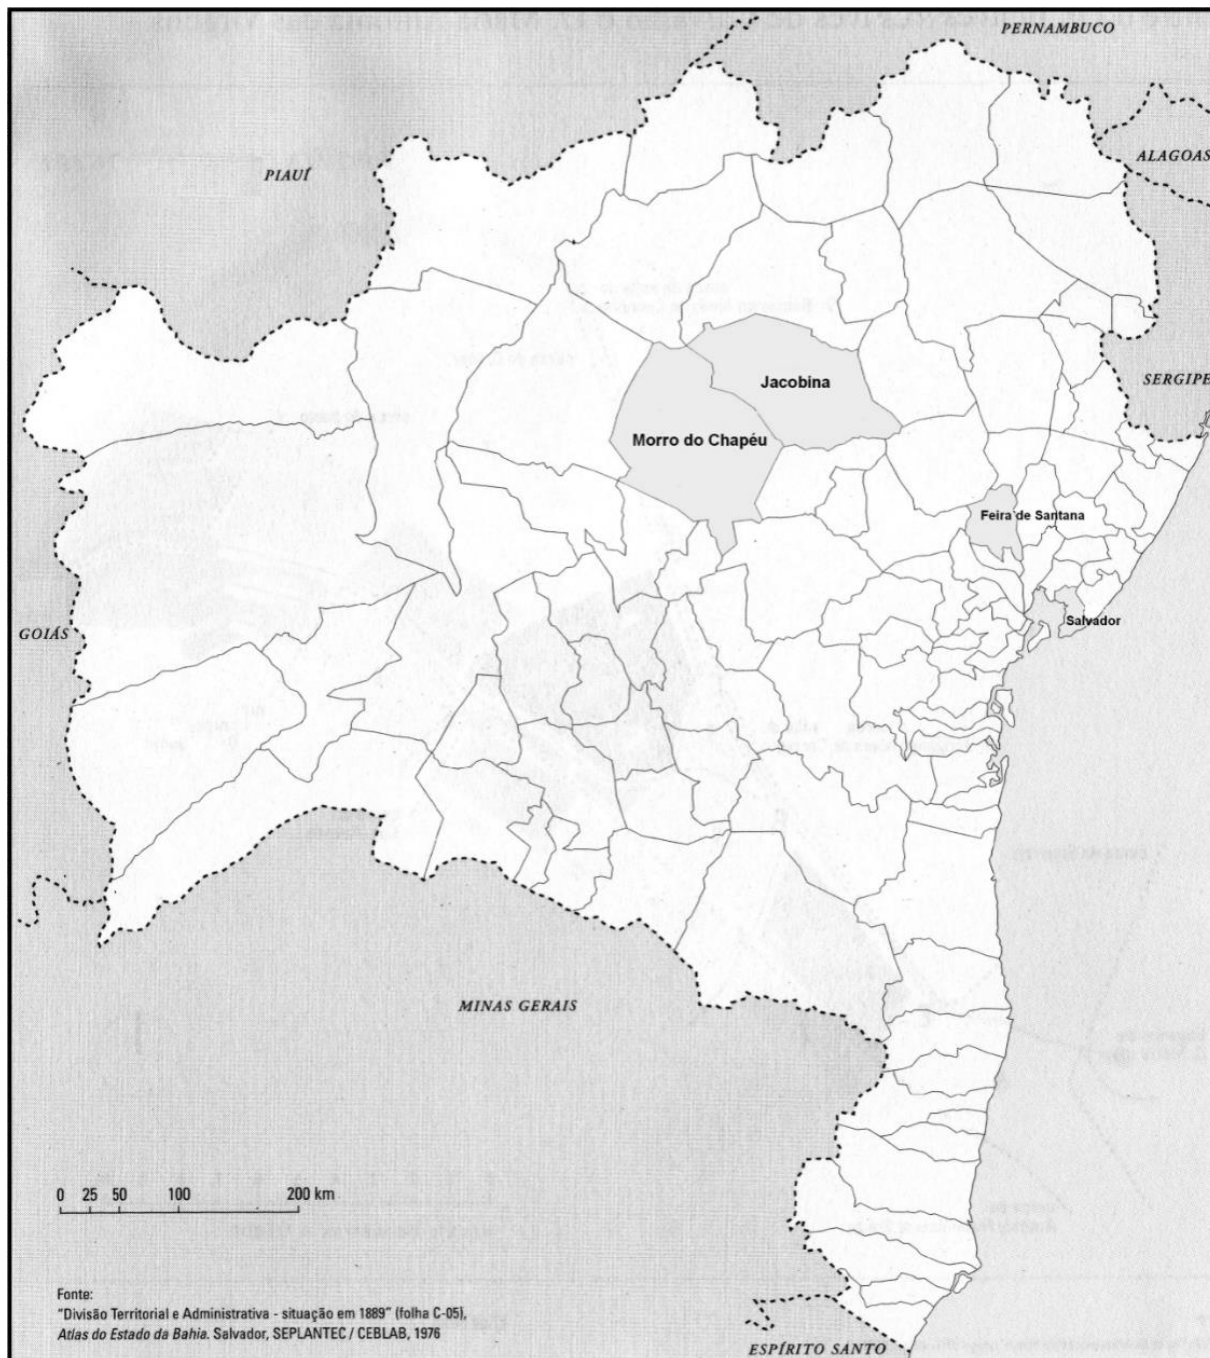 PERNAMBUCO
ALAGOAS
PIAUÍ
SERGIPE
Jacobina
Morro do Chapéu
Feira de Santana
Salvador
GOIÁS
MINAS GERAIS
0 25 50 100 200 km
Fonte:
"Divisão Territorial e Administrativa - situação em 1889" (folha C-05),
Atlas do Estado da Bahia. Salvador, SEPLANTEC / CEBLAB, 1976
ESPÍRITO SANTO